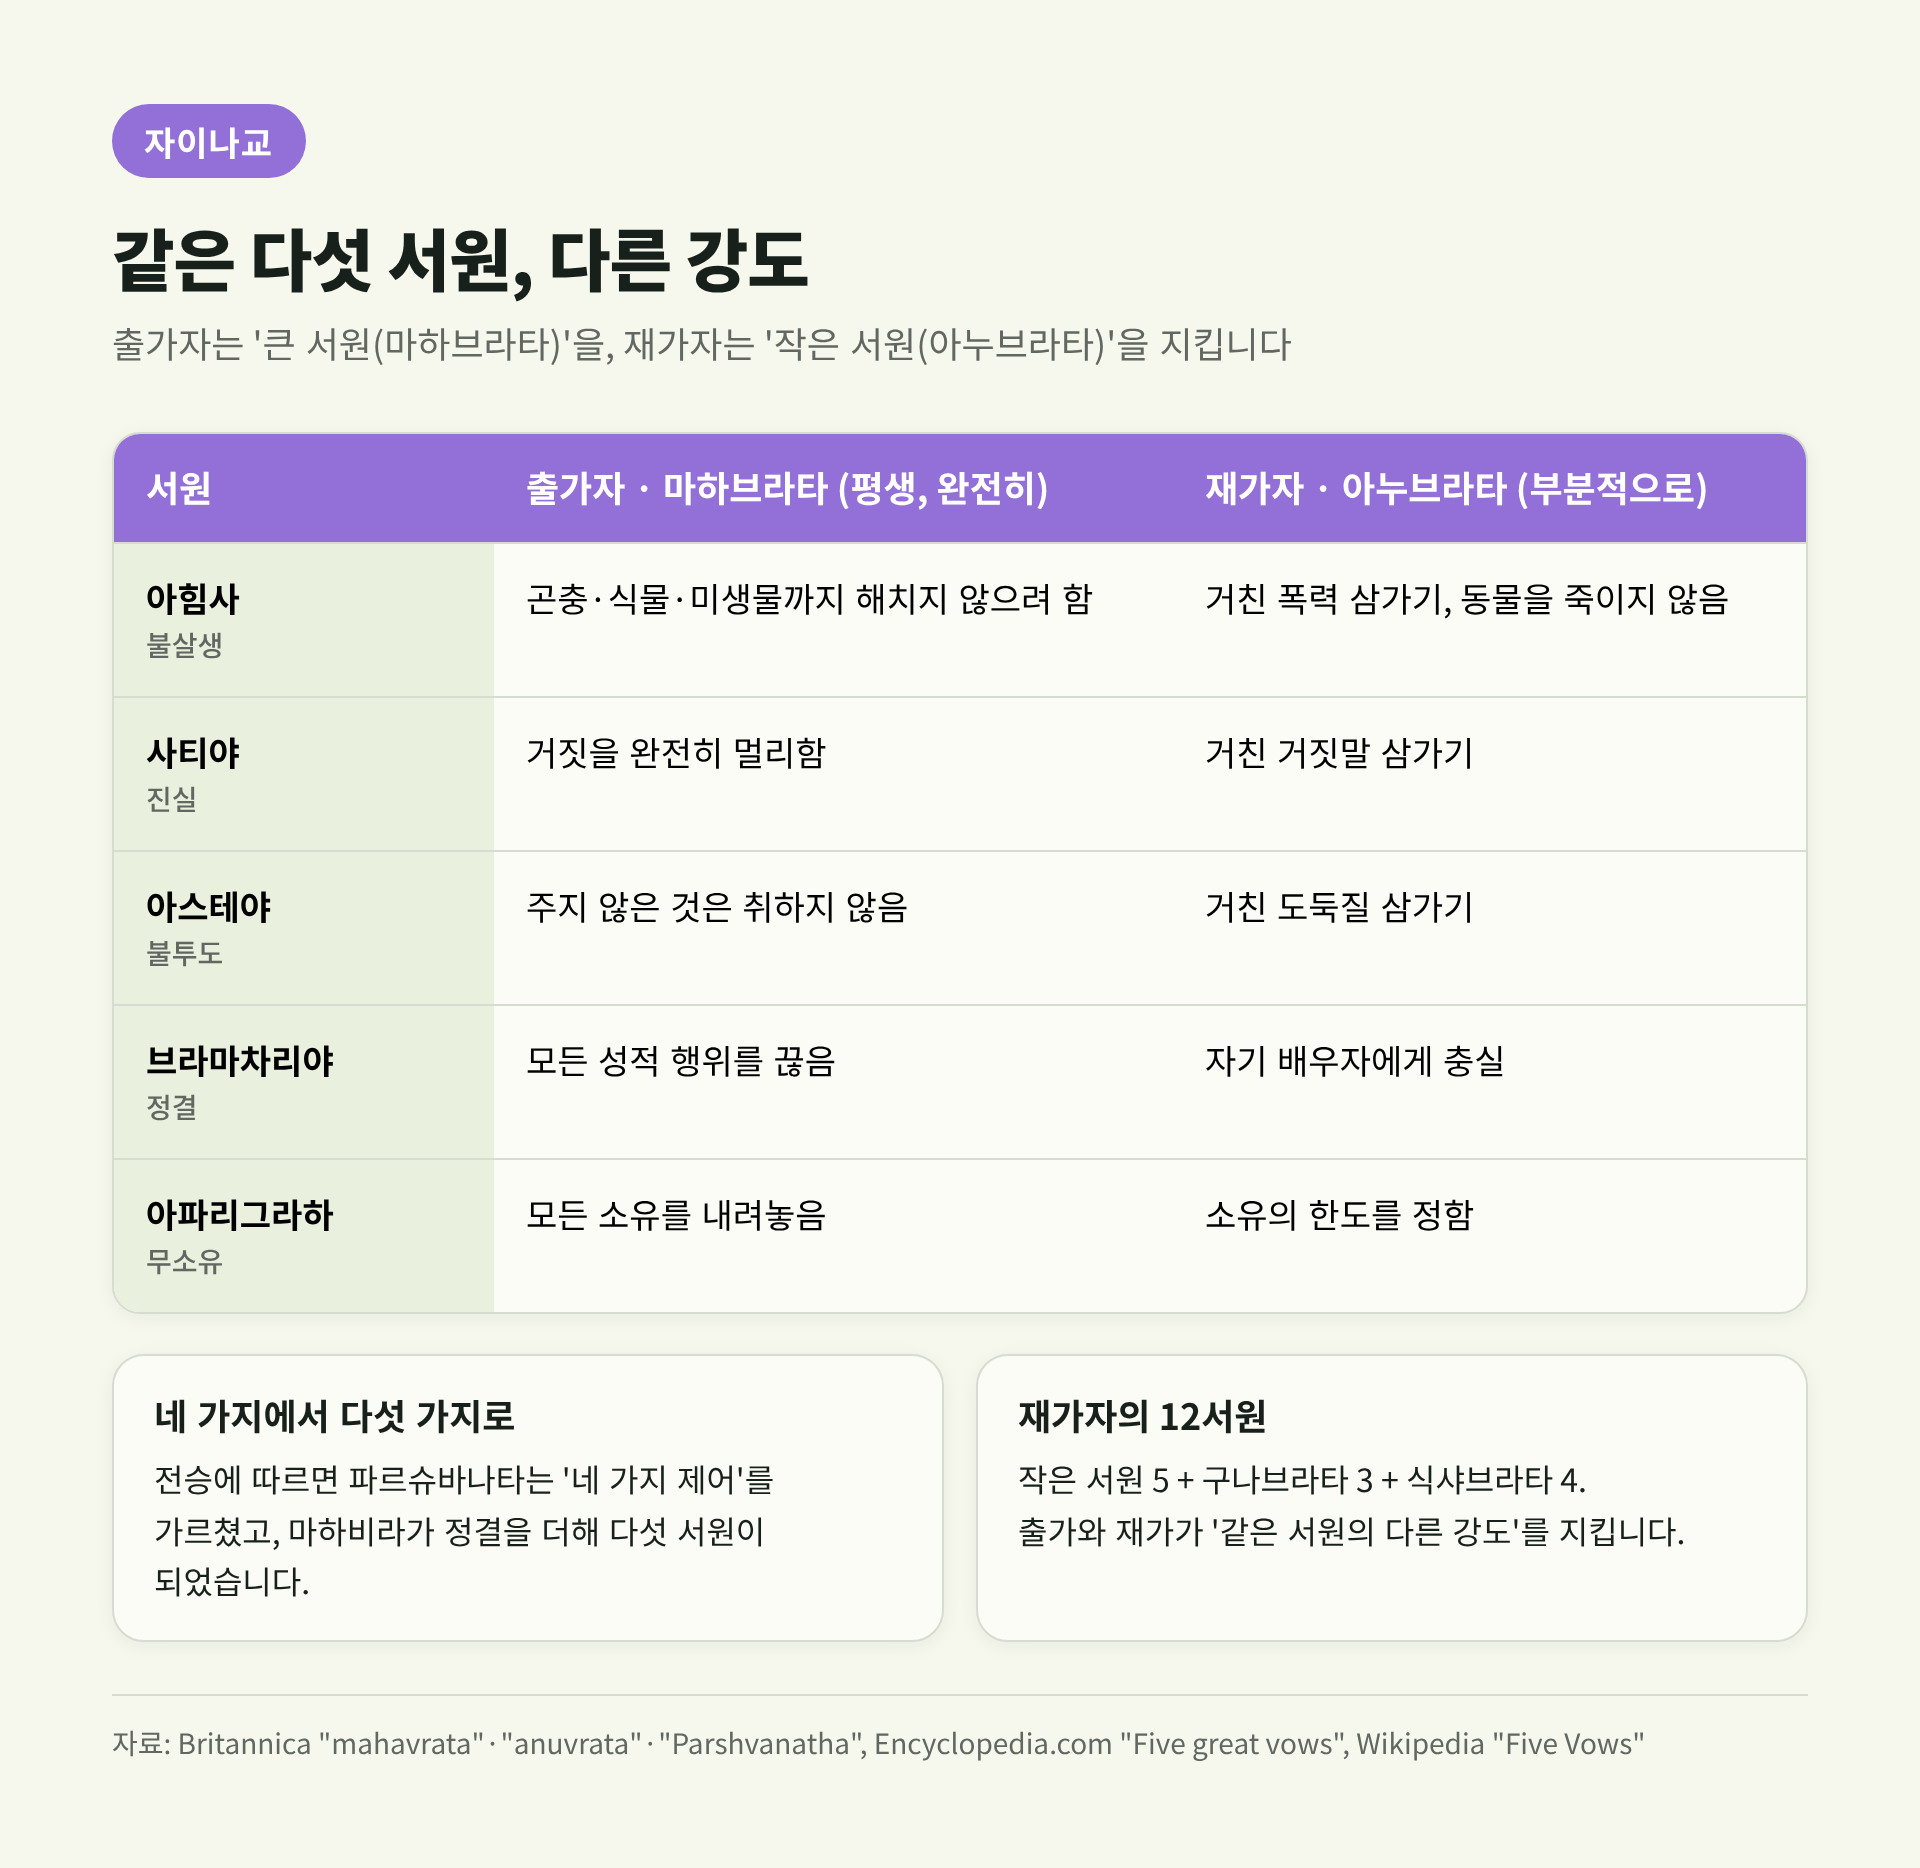 자이나교
같은 다섯 서원, 다른 강도
출가자는 '큰 서원(마하브라타)'을, 재가자는 '작은 서원(아누브라타)'을 지킵니다
서원 출가자 · 마하브라타 (평생, 완전히) 재가자 · 아누브라타 (부분적으로)
아힘사 곤충·식물·미생물까지 해치지 않으려 함 거친 폭력 삼가기, 동물을 죽이지 않음
불살생
사티야 거짓을 완전히 멀리함 거친 거짓말 삼가기
진실
아스테야 주지 않은 것은 취하지 않음 거친 도둑질 삼가기
불투도
브라마차리야 모든 성적 행위를 끊음 자기 배우자에게 충실
정결
아파리그라하 모든 소유를 내려놓음 소유의 한도를 정함
무소유
네 가지에서 다섯 가지로
전승에 따르면 파르슈바나타는 '네 가지 제어'를
가르쳤고, 마하비라가 정결을 더해 다섯 서원이
되었습니다.
재가자의 12서원
작은 서원 5 + 구나브라타 3 + 식샤브라타 4.
출가와 재가가 '같은 서원의 다른 강도'를 지킵니다.
자료: Britannica "mahavrata"·"anuvrata"·"Parshvanatha", Encyclopedia.com "Five great vows", Wikipedia "Five Vows"